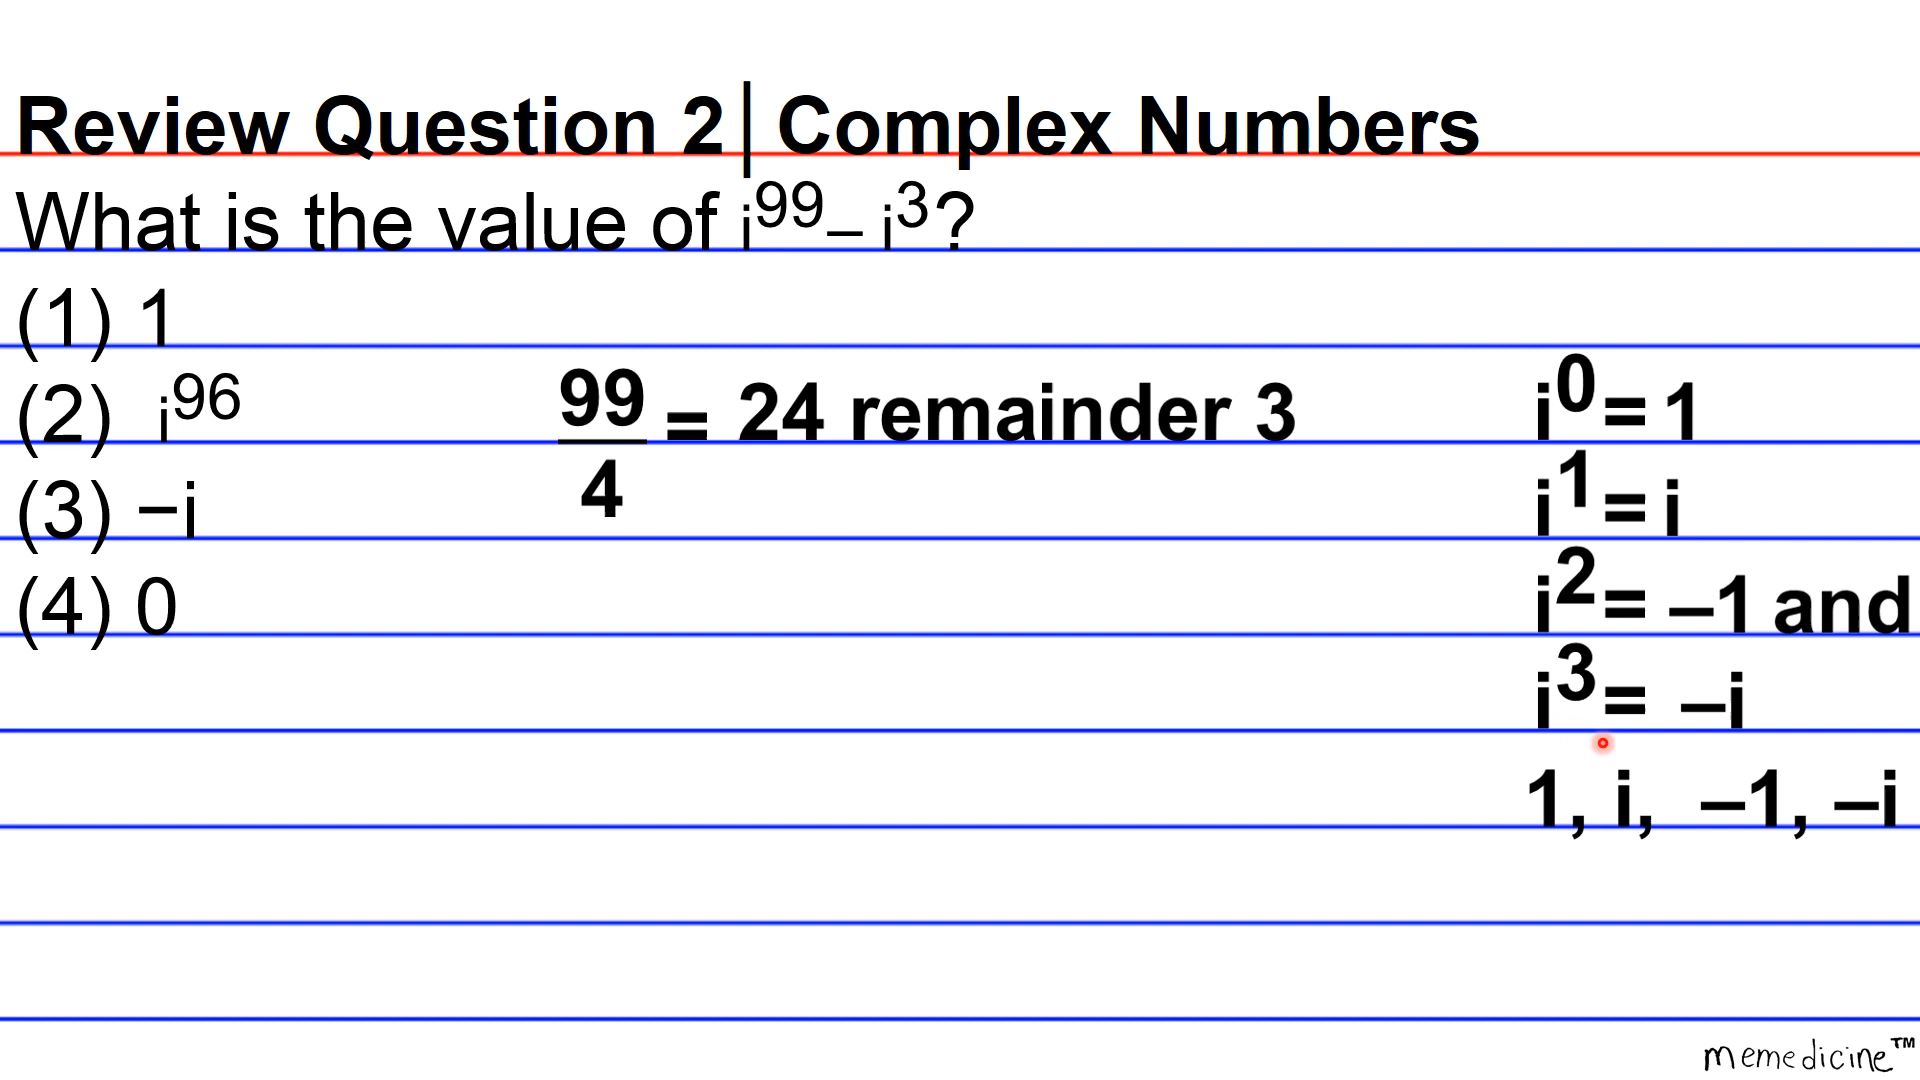 Review Question 2| Complex Numbers
What is the value of i⁹⁹– i³?
(1) 1
(2) i⁹⁶
(3) –i
(4) 0
99/4 = 24 remainder 3
i⁰= 1
i¹= i
i²= –1 and
i³= –i
1, i, –1, –i
memedicine™